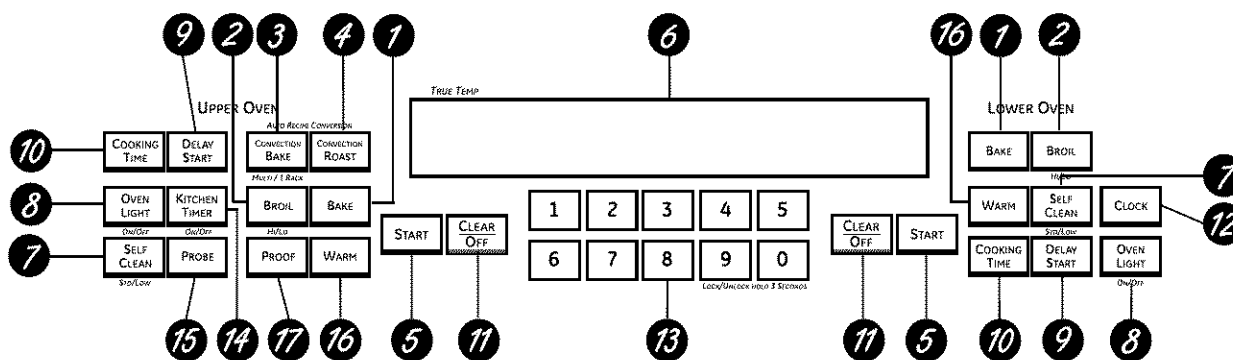 9 2 3 4 1 6 16 1 2
TRUE TEMP
UPPER OVEN
LOWER OVEN
AUTO RECIPE CONVERSION
10 COOKING TIME DELAY START CONVECTION BAKE CONVECTION ROAST BAKE BROIL
MULTI / 1 RACK
HI/LO
7
8 OVEN LIGHT KITCHEN TIMER BROIL BAKE 1 2 3 4 5 WARM SELF CLEAN CLOCK
12
ON/OFF ON/OFF HI/LO STD/LOW
START CLEAR OFF CLEAR OFF START
7 SELF CLEAN PROBE PROOF WARM 6 7 8 9 0 COOKING TIME DELAY START OVEN LIGHT
STD/LOW LOCK/UNLOCK HOLD 3 SECONDS ON/OFF
15 14 17 16 5 11 13 11 5 10 9 8